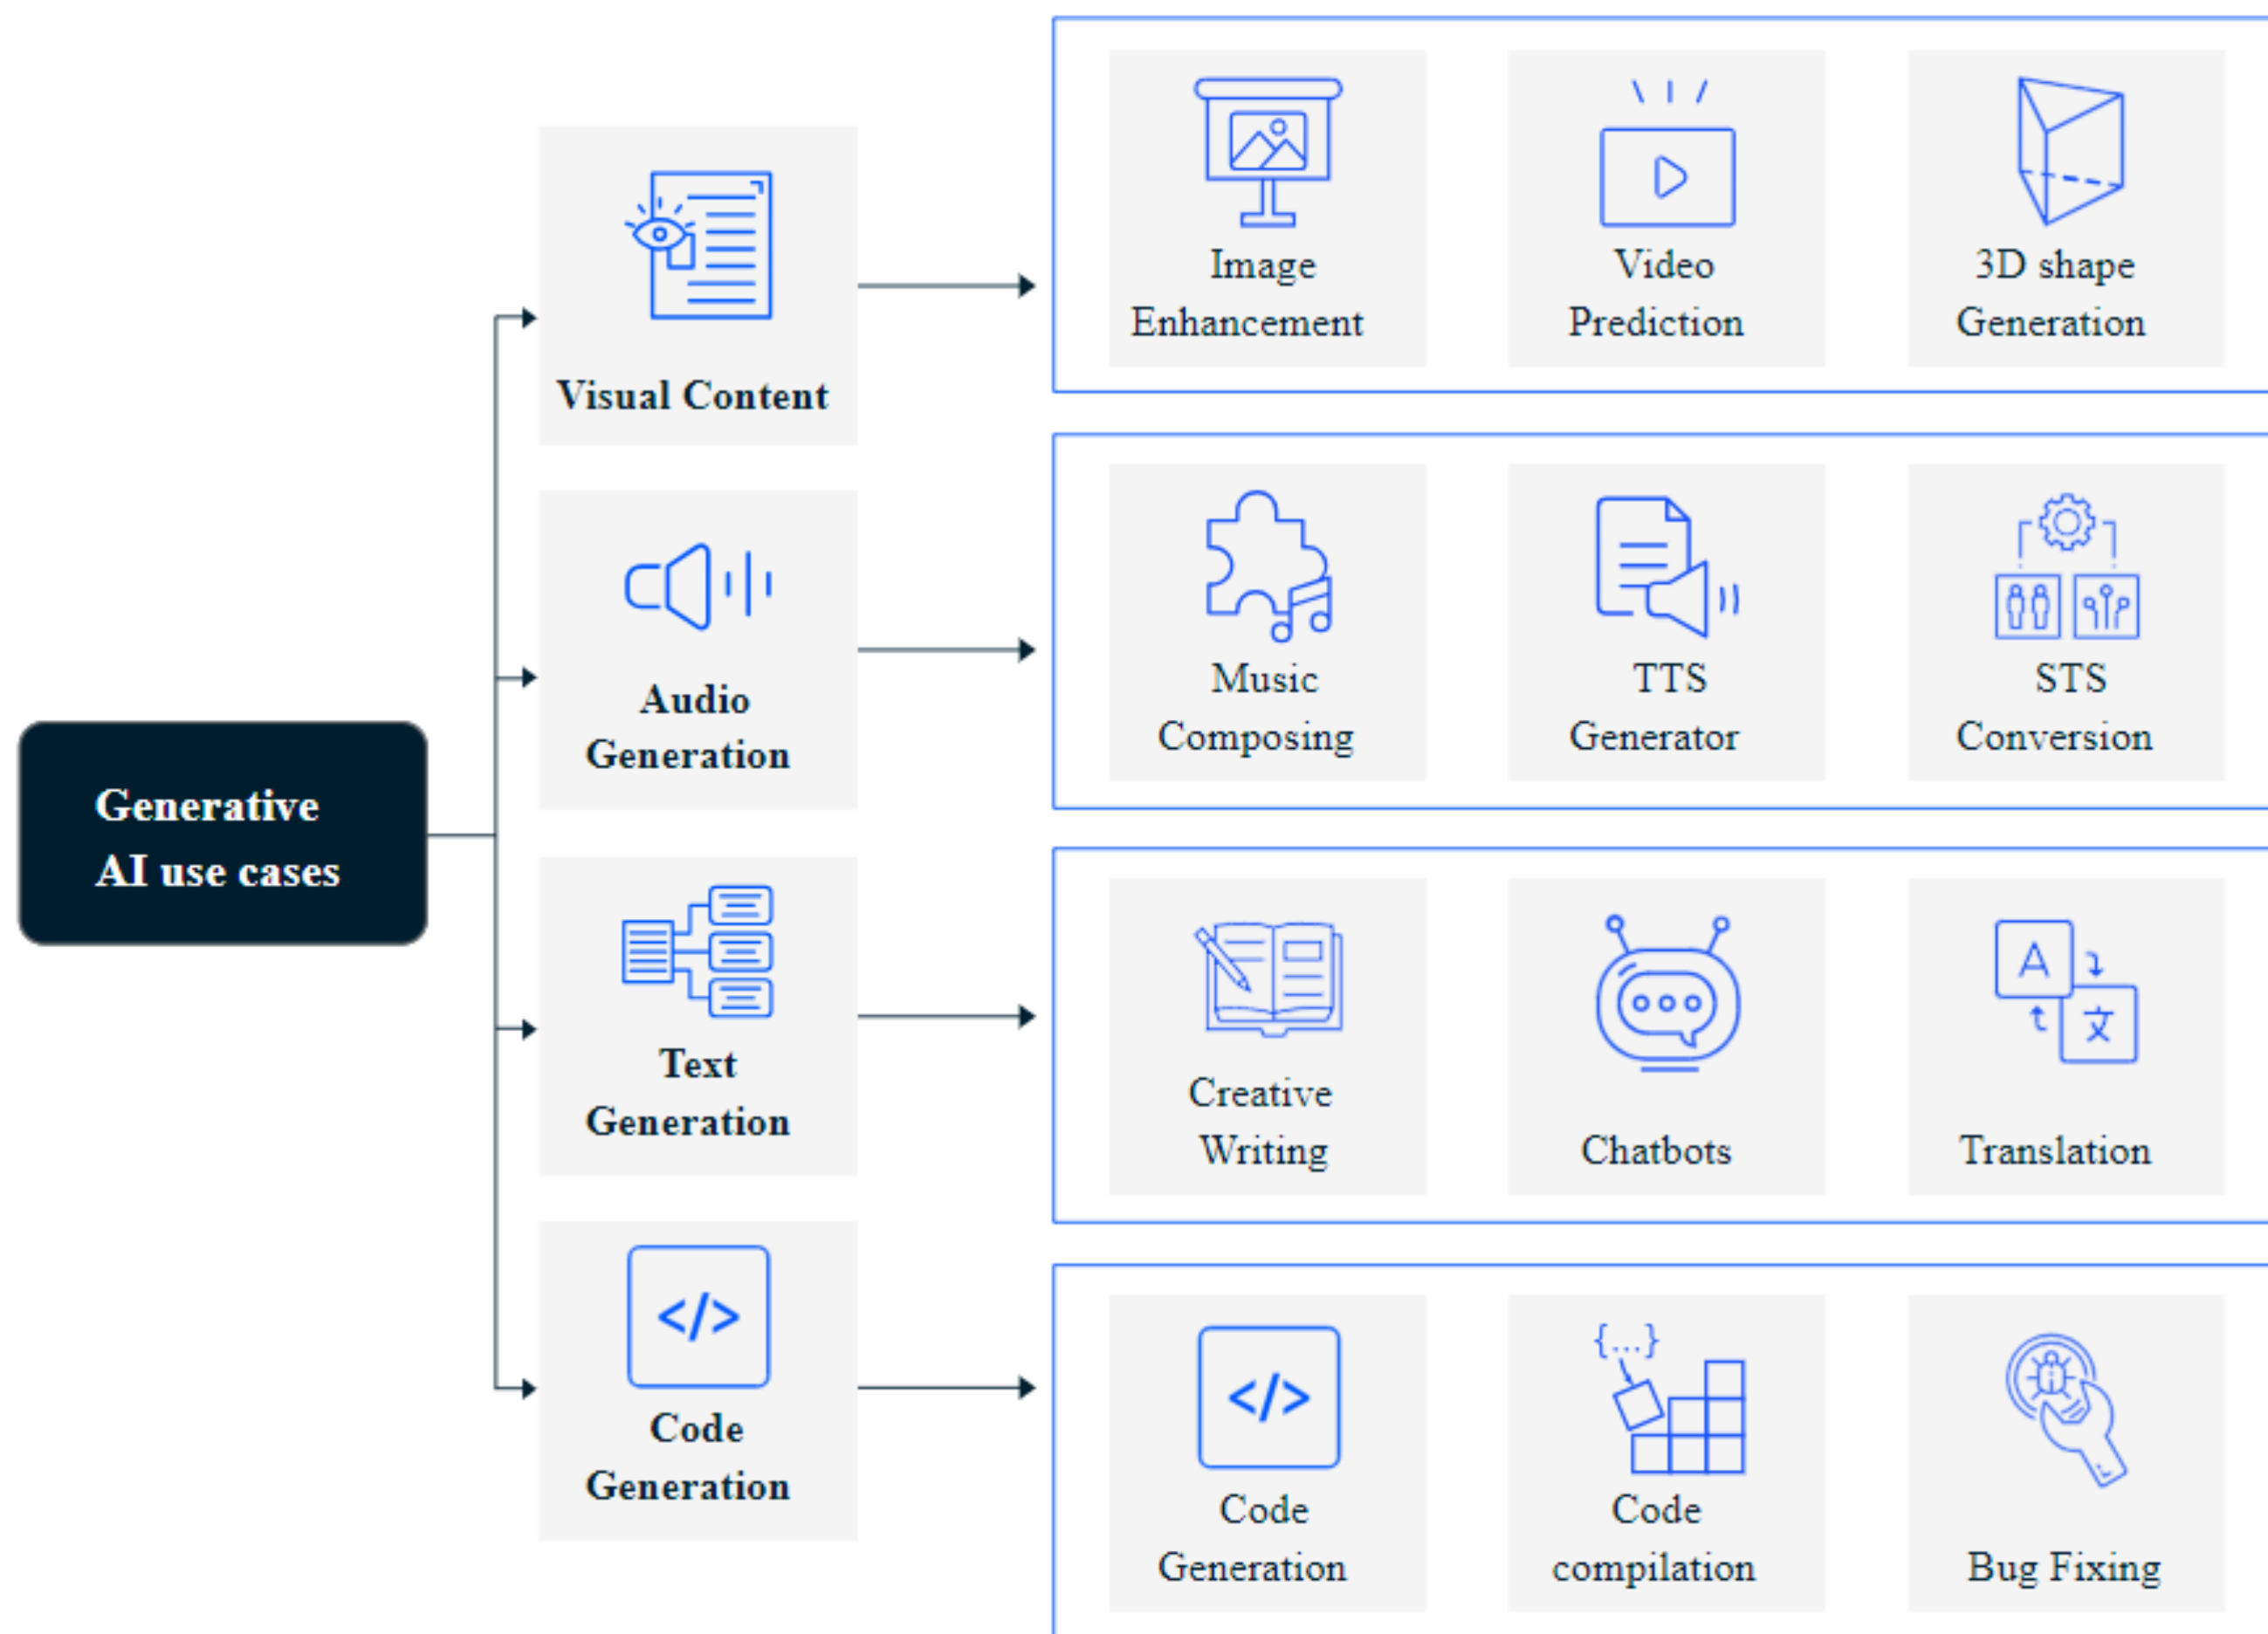 Generative
AI use cases
Visual Content
Image
Enhancement
Video
Prediction
3D shape
Generation
Audio
Generation
Music
Composing
TTS
Generator
STS
Conversion
Text
Generation
Creative
Writing
Chatbots
A
文
Translation
</>
Code
Generation
</>
Code
Generation
{...}
Code
compilation
Bug Fixing